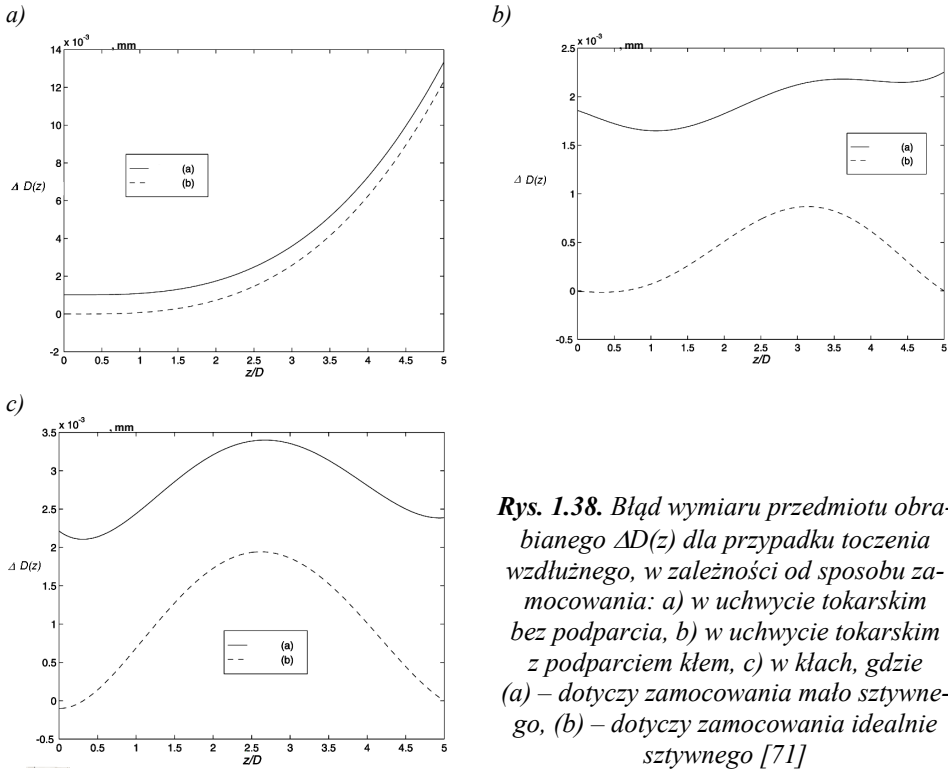 a)
x 10⁻³ , mm
14
12
10
8
6
4
2
0
-2
Δ D(z)
(a)
(b)
0 0.5 1 1.5 2 2.5 3 3.5 4 4.5 5
z/D
b)
x 10⁻³ , mm
2.5
2
1.5
1
0.5
0
-0.5
Δ D(z)
(a)
(b)
0 0.5 1 1.5 2 2.5 3 3.5 4 4.5 5
z/D
c)
x 10⁻³ , mm
3.5
3
2.5
2
1.5
1
0.5
0
-0.5
Δ D(z)
(a)
(b)
0 0.5 1 1.5 2 2.5 3 3.5 4 4.5 5
z/D
Rys. 1.38. Błąd wymiaru przedmiotu obra-
bianego ΔD(z) dla przypadku toczenia
wzdłużnego, w zależności od sposobu za-
mocowania: a) w uchwycie tokarskim
bez podparcia, b) w uchwycie tokarskim
z podparciem kłem, c) w kłach, gdzie
(a) – dotyczy zamocowania mało sztywne-
go, (b) – dotyczy zamocowania idealnie
sztywnego [71]